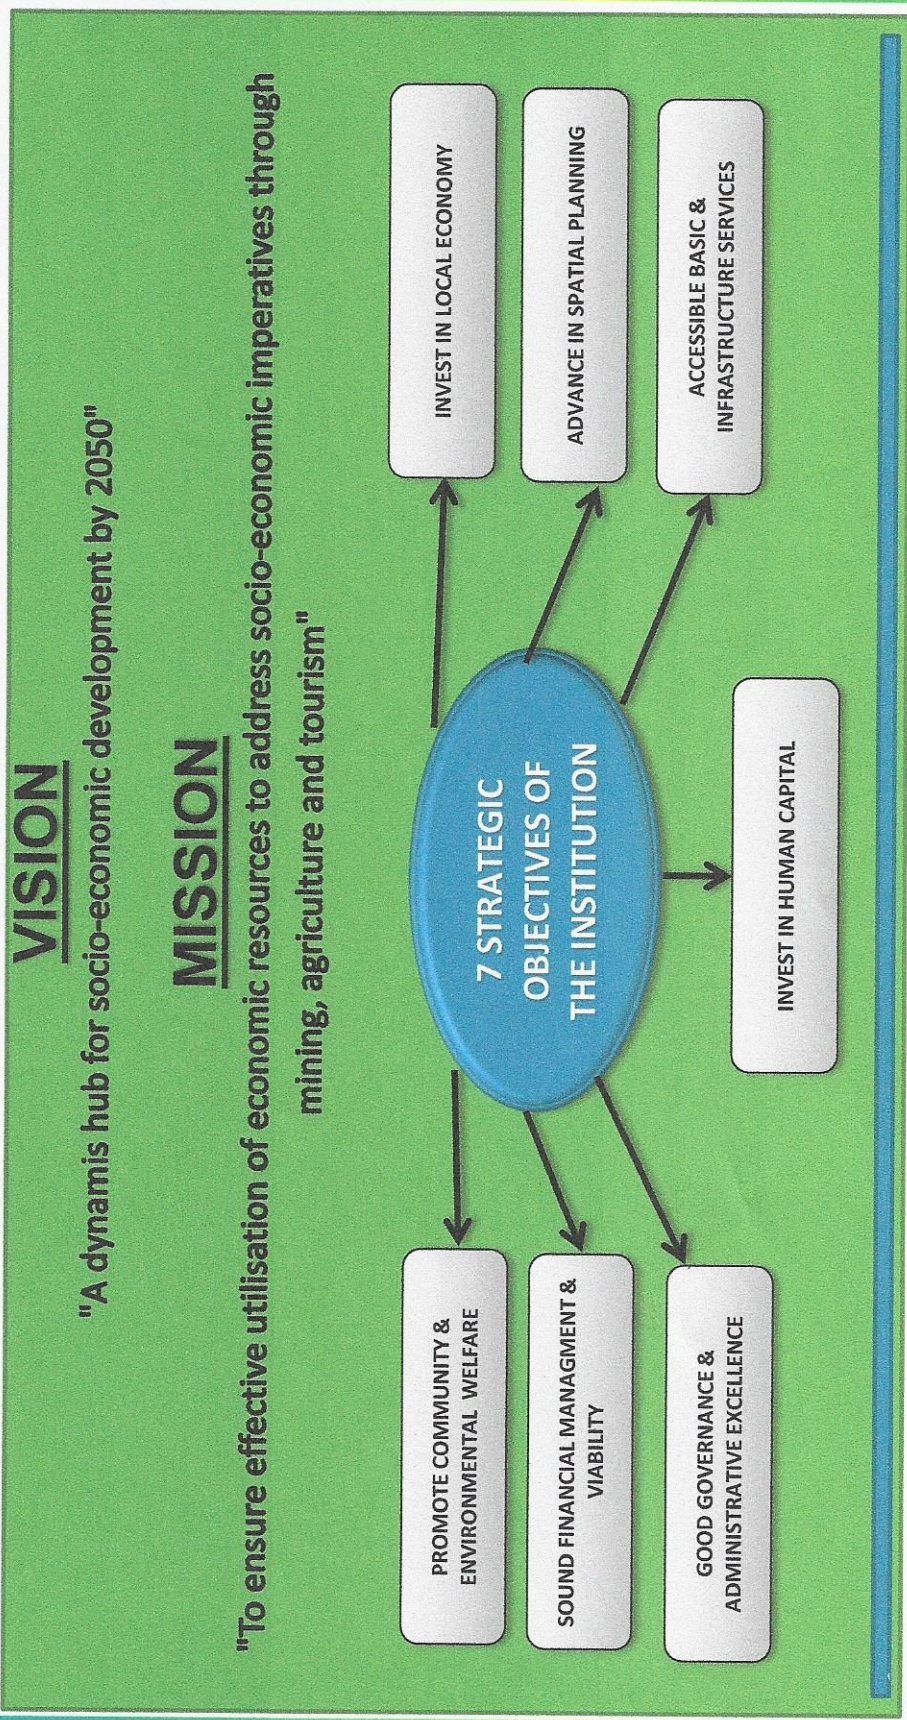 VISION
"A dynamis hub for socio-economic development by 2050"
MISSION
"To ensure effective utilisation of economic resources to address socio-economic imperatives through
mining, agriculture and tourism"
PROMOTE COMMUNITY &
ENVIRONMENTAL WELFARE
SOUND FINANCIAL MANAGMENT &
VIABILITY
GOOD GOVERNANCE &
ADMINISTRATIVE EXCELLENCE
7 STRATEGIC
OBJECTIVES OF
THE INSTITUTION
INVEST IN HUMAN CAPITAL
INVEST IN LOCAL ECONOMY
ADVANCE IN SPATIAL PLANNING
ACCESSIBLE BASIC &
INFRASTRUCTURE SERVICES